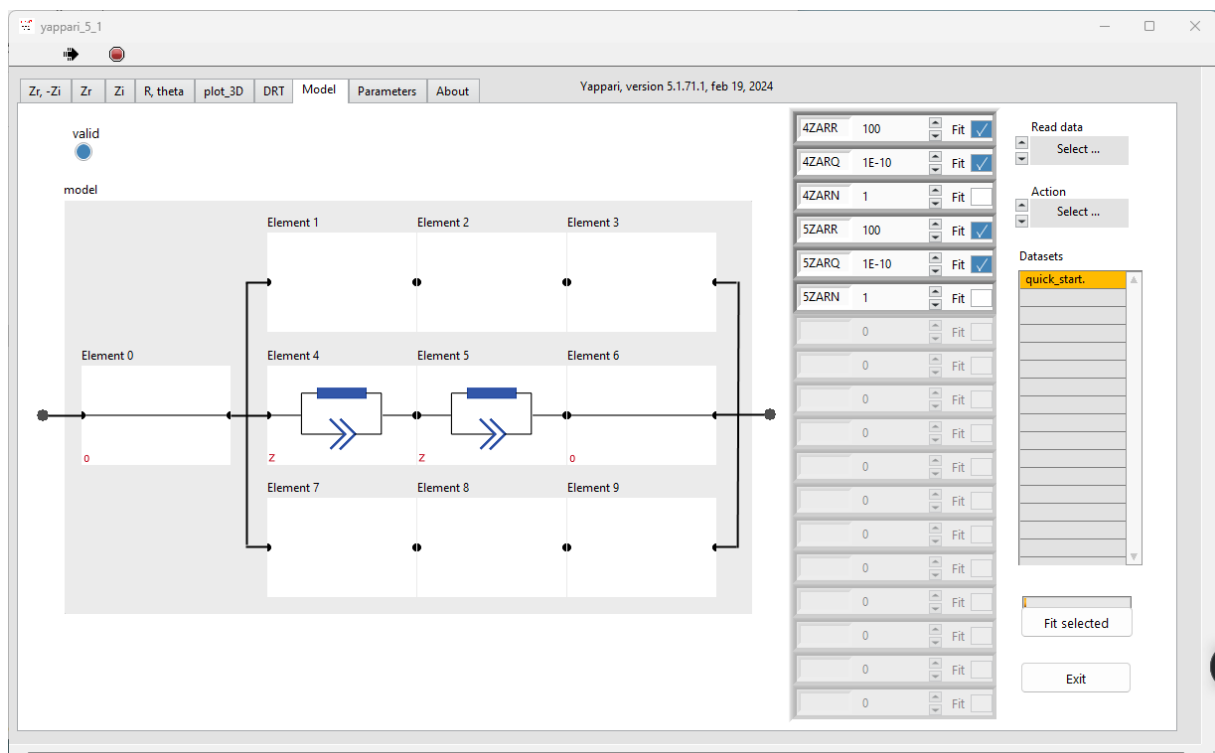 yappari_5_1
Zr, -Zi Zr Zi R, theta plot_3D DRT Model Parameters About
Yappari, version 5.1.71.1, feb 19, 2024
valid
model
Element 1 Element 2 Element 3
Element 0 Element 4 Element 5 Element 6
0 Z Z 0
Element 7 Element 8 Element 9
4ZARR 100 Fit
4ZARQ 1E-10 Fit
4ZARN 1 Fit
5ZARR 100 Fit
5ZARQ 1E-10 Fit
5ZARN 1 Fit
0 Fit
0 Fit
0 Fit
0 Fit
0 Fit
0 Fit
0 Fit
0 Fit
0 Fit
0 Fit
0 Fit
0 Fit
Read data
Select ...
Action
Select ...
Datasets
quick_start.
Fit selected
Exit